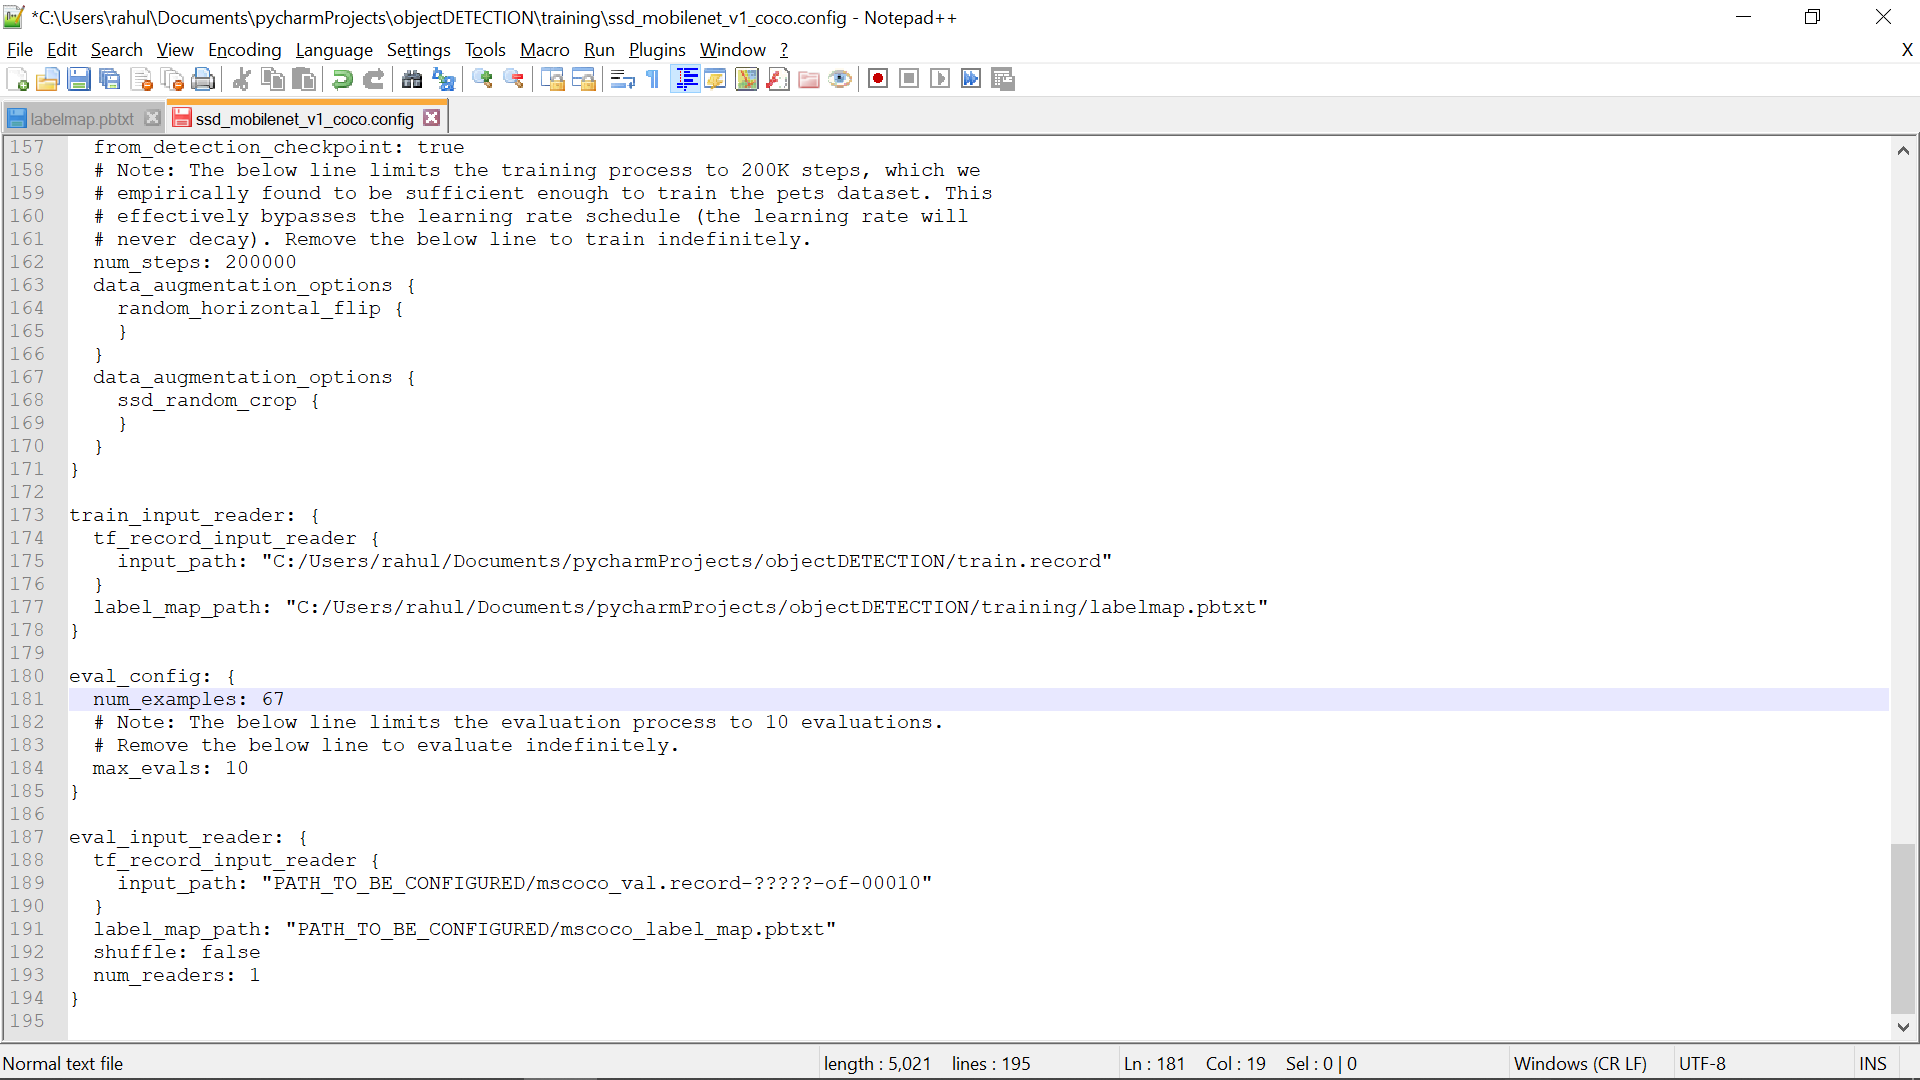 *C:\Users\rahul\Documents\pycharmProjects\objectDETECTION\training\ssd_mobilenet_v1_coco.config - Notepad++
File Edit Search View Encoding Language Settings Tools Macro Run Plugins Window ? X
labelmap.pbtxt ssd_mobilenet_v1_coco.config
157 from_detection_checkpoint: true
158 # Note: The below line limits the training process to 200K steps, which we
159 # empirically found to be sufficient enough to train the pets dataset. This
160 # effectively bypasses the learning rate schedule (the learning rate will
161 # never decay). Remove the below line to train indefinitely.
162 num_steps: 200000
163 data_augmentation_options {
164 random_horizontal_flip {
165 }
166 }
167 data_augmentation_options {
168 ssd_random_crop {
169 }
170 }
171 }
172
173 train_input_reader: {
174 tf_record_input_reader {
175 input_path: "C:/Users/rahul/Documents/pycharmProjects/objectDETECTION/train.record"
176 }
177 label_map_path: "C:/Users/rahul/Documents/pycharmProjects/objectDETECTION/training/labelmap.pbtxt"
178 }
179
180 eval_config: {
181 num_examples: 67
182 # Note: The below line limits the evaluation process to 10 evaluations.
183 # Remove the below line to evaluate indefinitely.
184 max_evals: 10
185 }
186
187 eval_input_reader: {
188 tf_record_input_reader {
189 input_path: "PATH_TO_BE_CONFIGURED/mscoco_val.record-?????-of-00010"
190 }
191 label_map_path: "PATH_TO_BE_CONFIGURED/mscoco_label_map.pbtxt"
192 shuffle: false
193 num_readers: 1
194 }
195
Normal text file length : 5,021 lines : 195 Ln : 181 Col : 19 Sel : 0 | 0 Windows (CR LF) UTF-8 INS